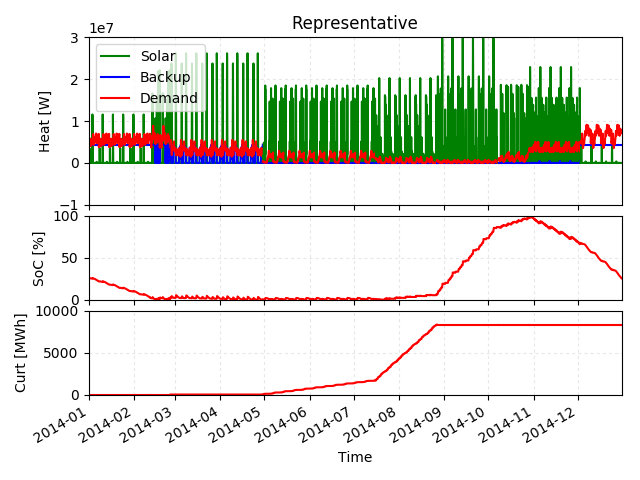 Representative
1e7
Heat [W]
3
2
1
0
−1
Solar
Backup
Demand
SoC [%]
100
50
0
Curt [MWh]
10000
5000
0
2014-01
2014-02
2014-03
2014-04
2014-05
2014-06
2014-07
2014-08
2014-09
2014-10
2014-11
2014-12
Time